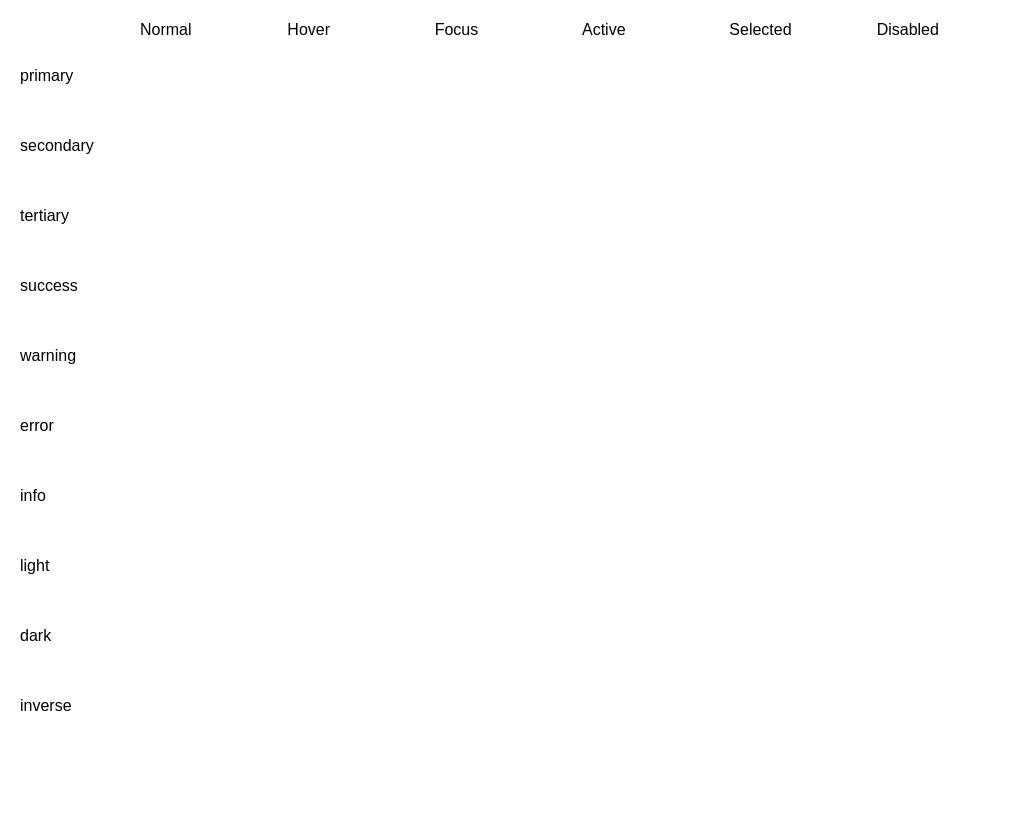 Normal Hover Focus Active Selected Disabled
primary
secondary
tertiary
success
warning
error
info
light
dark
inverse